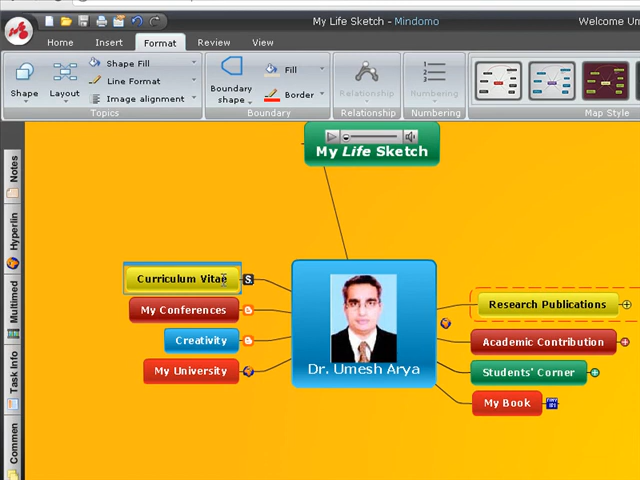 My Life Sketch - Mindomo
Welcome Um
Home
Insert
Format
Review
View
Shape
Layout
Shape Fill
Line Format
Image alignment
Topics
Boundary
shape
Fill
Border
Boundary
Relationship
Relationship
Numbering
Numbering
Map Style
Notes
Hyperlin
Multimed
Task Info
Commen
My Life Sketch
Curriculum Vitae
S
My Conferences
Creativity
My University
Dr. Umesh Arya
Research Publications
Academic Contribution
Students' Corner
My Book